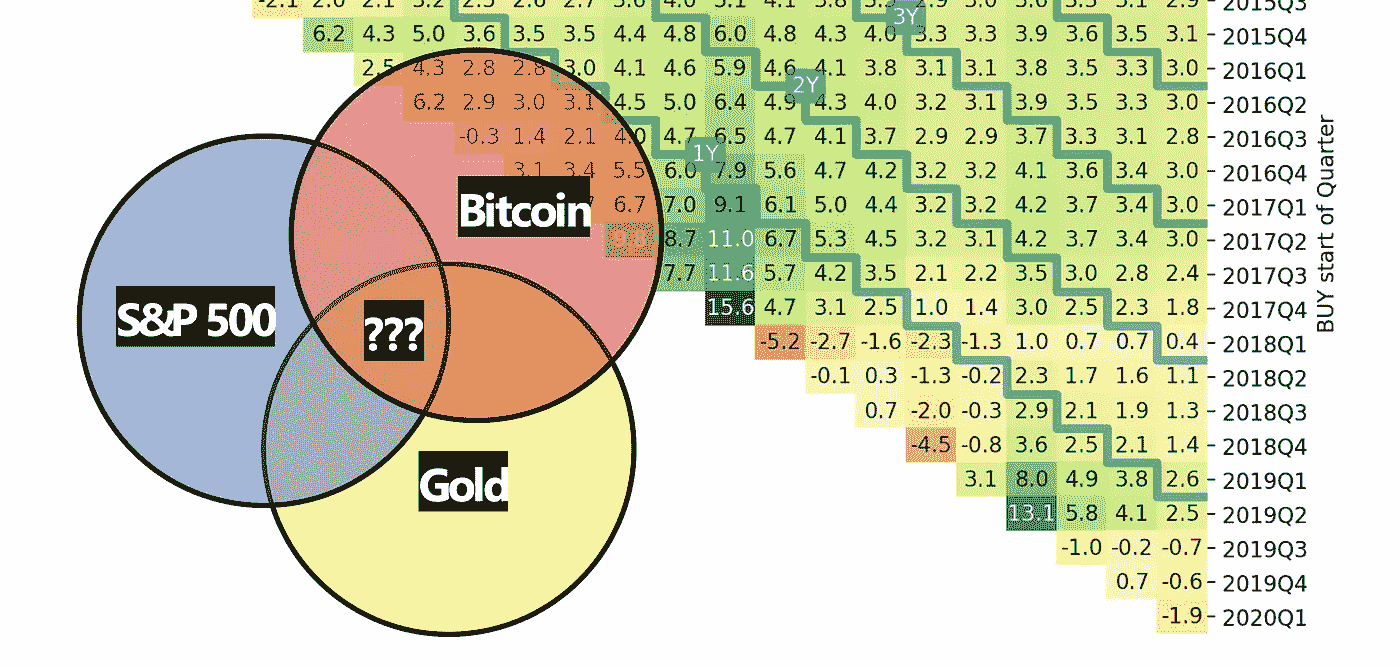 -2.1 2.0 2.1 3.2 2.5 2.6 2.7 3.6 4.0 5.1 4.1 3.8 3.5 2.9 3.0 3.6 3.3 3.1 2.9 2015Q3
3Y
6.2 4.3 5.0 3.6 3.5 3.5 4.4 4.8 6.0 4.8 4.3 4.0 3.3 3.3 3.9 3.6 3.5 3.1 2015Q4
2.5 4.3 2.8 2.8 3.0 4.1 4.6 5.9 4.6 4.1 3.8 3.1 3.1 3.8 3.5 3.3 3.0 2016Q1
2Y
6.2 2.9 3.0 3.1 4.5 5.0 6.4 4.9 4.3 4.0 3.2 3.1 3.9 3.5 3.3 3.0 2016Q2
-0.3 1.4 2.1 4.0 4.7 6.5 4.7 4.1 3.7 2.9 2.9 3.7 3.3 3.1 2.8 2016Q3
1Y
3.1 3.4 5.5 6.0 7.9 5.6 4.7 4.2 3.2 3.2 4.1 3.6 3.4 3.0 2016Q4
6.7 7.0 9.1 6.1 5.0 4.4 3.2 3.2 4.2 3.7 3.4 3.0 2017Q1
9.8 8.7 11.0 6.7 5.3 4.5 3.2 3.1 4.2 3.7 3.4 3.0 2017Q2
7.7 11.6 5.7 4.2 3.5 2.1 2.2 3.5 3.0 2.8 2.4 2017Q3
15.6 4.7 3.1 2.5 1.0 1.4 3.0 2.5 2.3 1.8 2017Q4
-5.2 -2.7 -1.6 -2.3 -1.3 1.0 0.7 0.7 0.4 2018Q1
-0.1 0.3 -1.3 -0.2 2.3 1.7 1.6 1.1 2018Q2
0.7 -2.0 -0.3 2.9 2.1 1.9 1.3 2018Q3
-4.5 -0.8 3.6 2.5 2.1 1.4 2018Q4
3.1 8.0 4.9 3.8 2.6 2019Q1
13.1 5.8 4.1 2.5 2019Q2
-1.0 -0.2 -0.7 2019Q3
0.7 -0.6 2019Q4
-1.9 2020Q1
BUY start of Quarter
Bitcoin
S&P 500
???
Gold